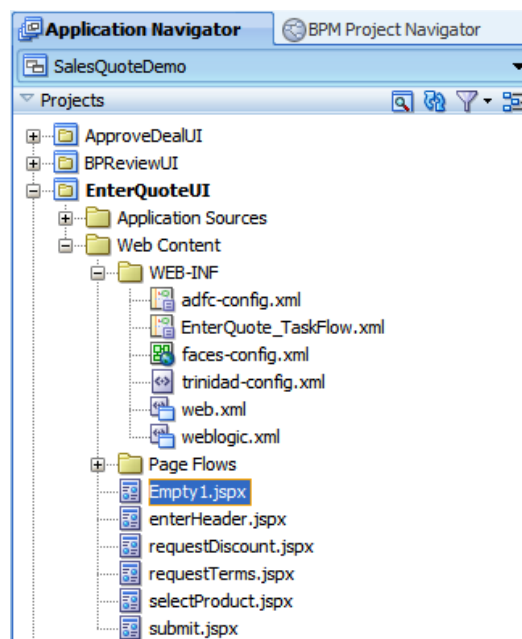 Application Navigator BPM Project Navigator
SalesQuoteDemo
Projects
ApproveDealUI
BPReviewUI
EnterQuoteUI
Application Sources
Web Content
WEB-INF
adfc-config.xml
EnterQuote_TaskFlow.xml
faces-config.xml
trinidad-config.xml
web.xml
weblogic.xml
Page Flows
Empty1.jspx
enterHeader.jspx
requestDiscount.jspx
requestTerms.jspx
selectProduct.jspx
submit.jspx